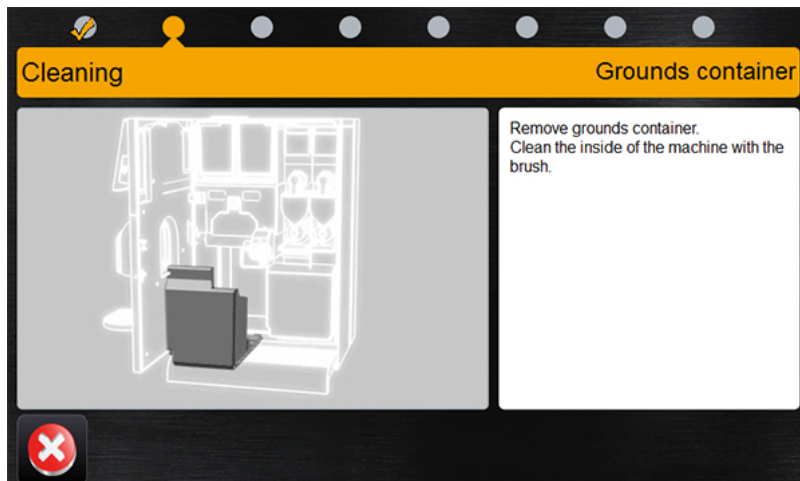 Cleaning
Grounds container
Remove grounds container.
Clean the inside of the machine with the
brush.